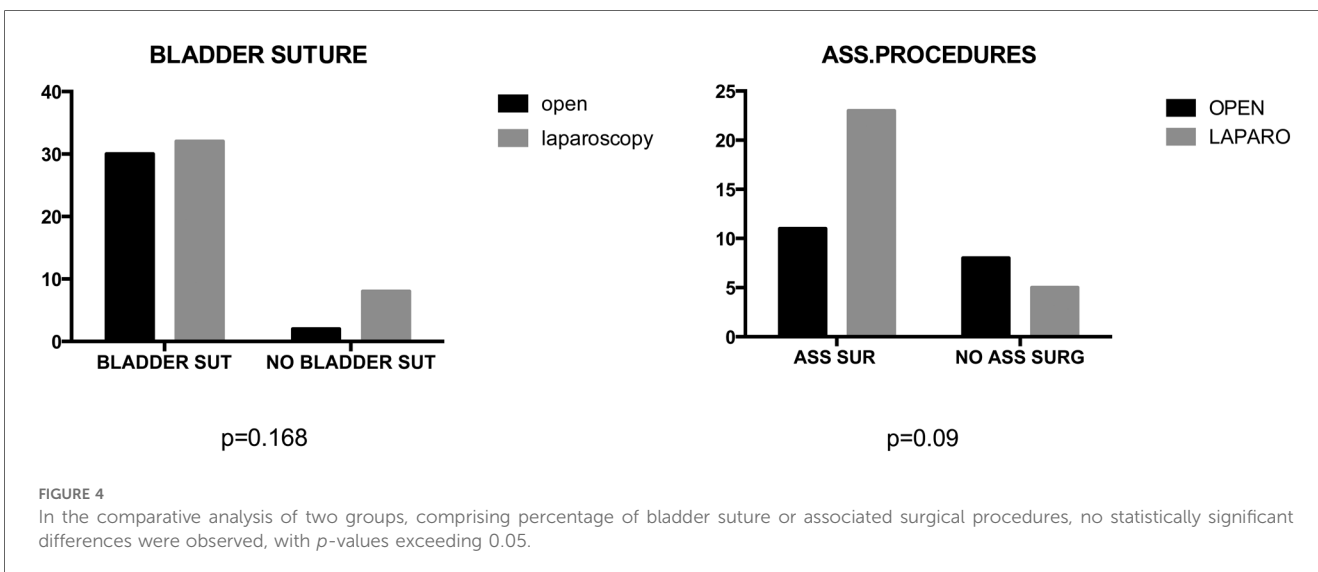 BLADDER SUTURE
40
30
20
10
0
BLADDER SUT
NO BLADDER SUT
open
laparoscopy
p=0.168
ASS.PROCEDURES
25
20
15
10
5
0
ASS SUR
NO ASS SURG
OPEN
LAPARO
p=0.09
FIGURE 4
In the comparative analysis of two groups, comprising percentage of bladder suture or associated surgical procedures, no statistically significant
differences were observed, with p-values exceeding 0.05.